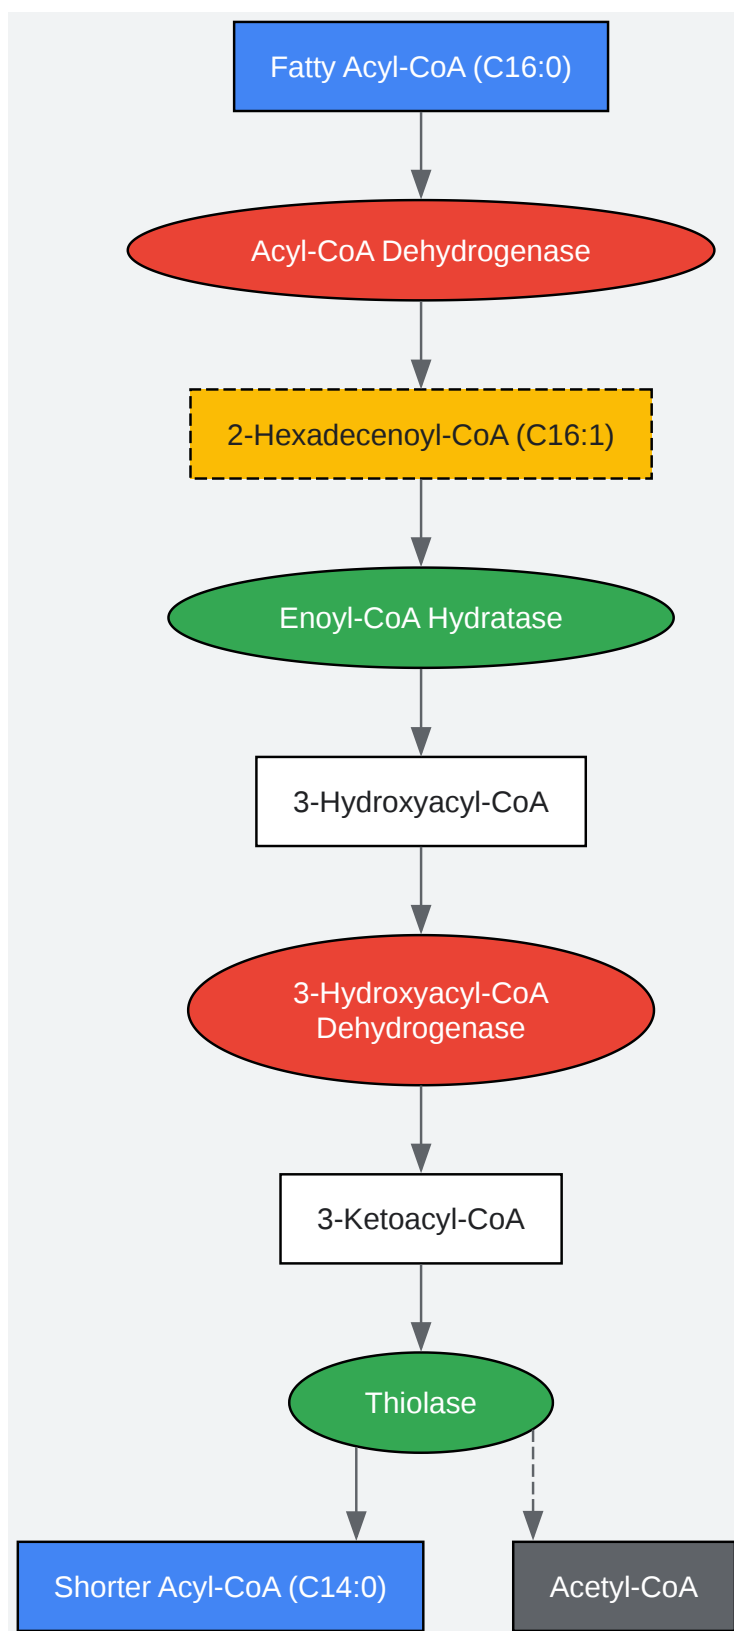 Fatty Acyl-CoA (C16:0)
Acyl-CoA Dehydrogenase
2-Hexadecenoyl-CoA (C16:1)
Enoyl-CoA Hydratase
3-Hydroxyacyl-CoA
3-Hydroxyacyl-CoA
Dehydrogenase
3-Ketoacyl-CoA
Thiolase
Shorter Acyl-CoA (C14:0)
Acetyl-CoA